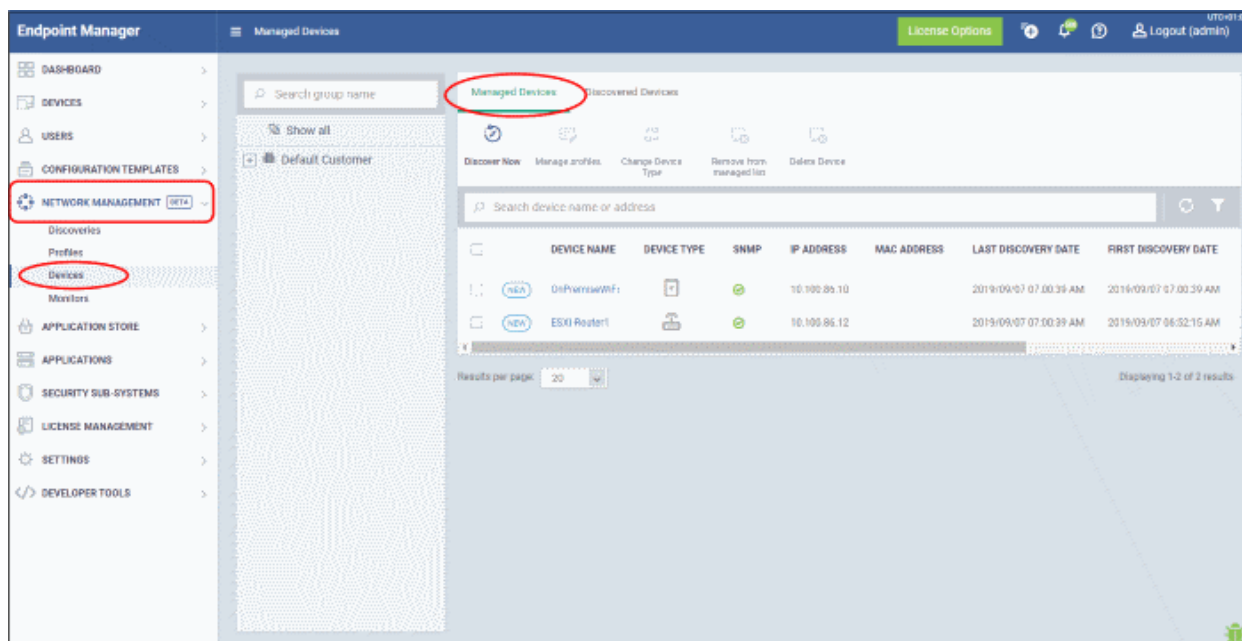 Endpoint Manager
Managed Devices
License Options
Logout (admin)
DASHBOARD
DEVICES
USERS
CONFIGURATION TEMPLATES
NETWORK MANAGEMENT BETA
Discoveries
Profiles
Devices
Monitors
APPLICATION STORE
APPLICATIONS
SECURITY SUB-SYSTEMS
LICENSE MANAGEMENT
SETTINGS
</> DEVELOPER TOOLS
Search group name
Show all
Default Customer
Managed Devices Discovered Devices
Discover Now
Manage profiles
Change Device
Type
Remove from
managed list
Delete Device
Search device name or address
DEVICE NAME DEVICE TYPE SNMP IP ADDRESS MAC ADDRESS LAST DISCOVERY DATE FIRST DISCOVERY DATE
NEW OnPremiseWiFi 10.100.86.10 2019/09/07 07:00:39 AM 2019/09/07 07:00:39 AM
NEW ESXI Router1 10.100.86.12 2019/09/07 07:00:39 AM 2019/09/07 06:52:15 AM
Results per page: 20
Displaying 1-2 of 2 results